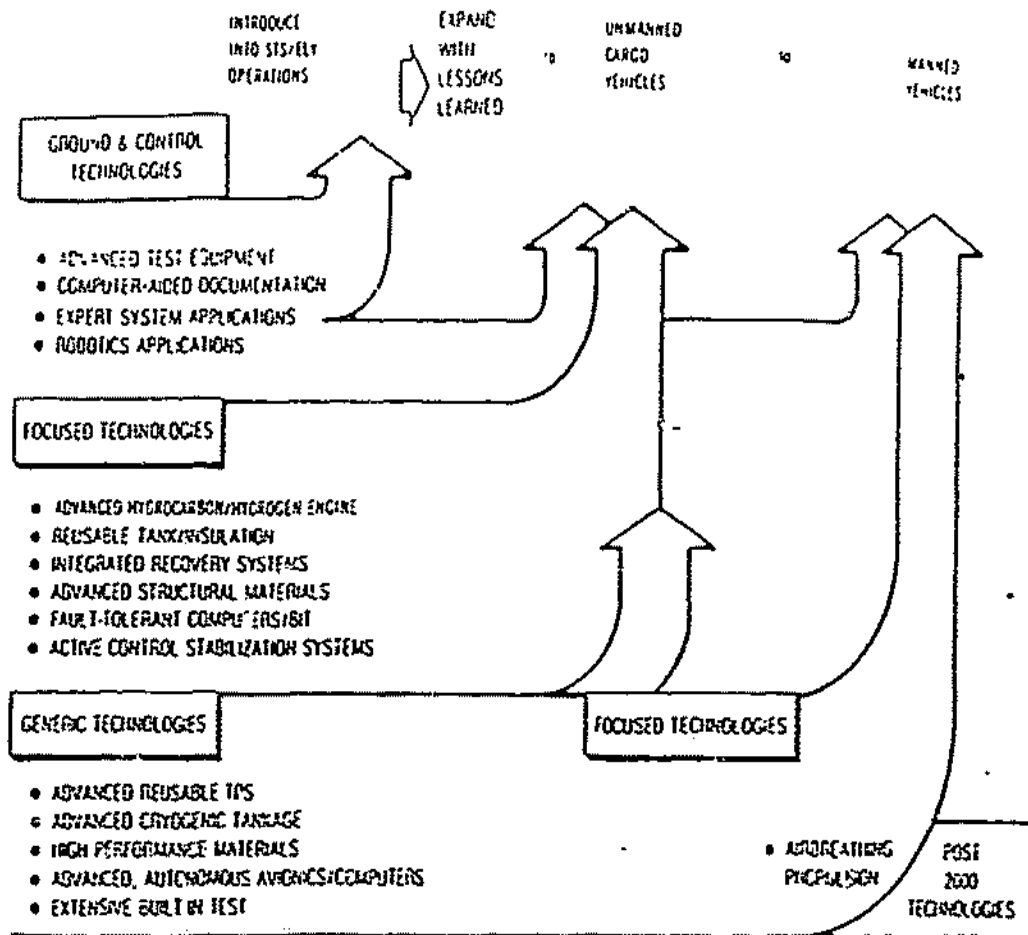 INTRODUCE
INTO STS/ELV
OPERATIONS
EXPAND
WITH
LESSONS
LEARNED
TO
UNMANNED
CARGO
VEHICLES
TO
MANNED
VEHICLES
GROUND & CONTROL
TECHNOLOGIES
• ADVANCED TEST EQUIPMENT
• COMPUTER-AIDED DOCUMENTATION
• EXPERT SYSTEM APPLICATIONS
• ROBOTICS APPLICATIONS
FOCUSED TECHNOLOGIES
• ADVANCED HYDROCARBON/HYDROGEN ENGINE
• REUSABLE TANK/INSULATION
• INTEGRATED RECOVERY SYSTEMS
• ADVANCED STRUCTURAL MATERIALS
• FAULT-TOLERANT COMPUTERS/BIT
• ACTIVE CONTROL STABILIZATION SYSTEMS
GENERIC TECHNOLOGIES
FOCUSED TECHNOLOGIES
• ADVANCED REUSABLE TPS
• ADVANCED CRYOGENIC TANKAGE
• HIGH PERFORMANCE MATERIALS
• ADVANCED, AUTONOMOUS AVIONICS/COMPUTERS
• EXTENSIVE BUILT IN TEST
• AIRBREATHING
PROPULSION
POST
2000
TECHNOLOGIES